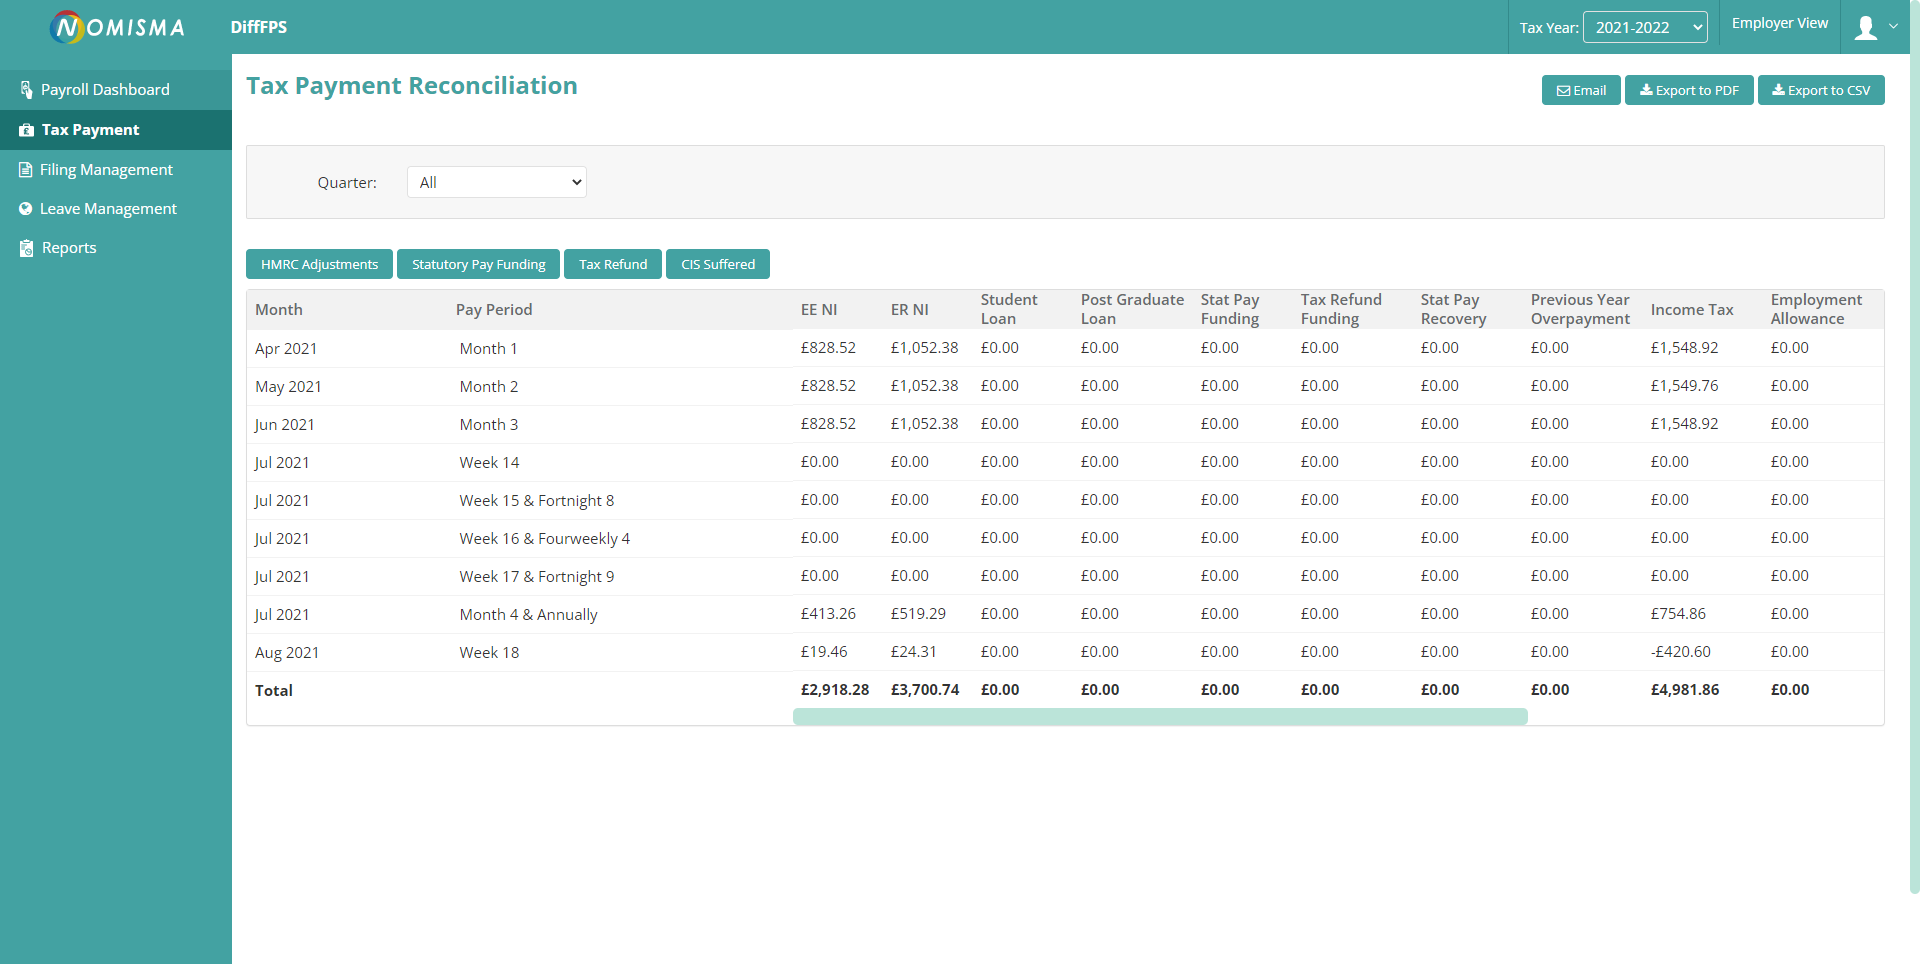 NOMISMA DiffFPS Tax Year: 2021-2022 Employer View
Payroll Dashboard
Tax Payment
Filing Management
Leave Management
Reports
Tax Payment Reconciliation
Email Export to PDF Export to CSV
Quarter: All
HMRC Adjustments Statutory Pay Funding Tax Refund CIS Suffered
Month Pay Period EE NI ER NI Student Loan Post Graduate Loan Stat Pay Funding Tax Refund Funding Stat Pay Recovery Previous Year Overpayment Income Tax Employment Allowance
Apr 2021 Month 1 £828.52 £1,052.38 £0.00 £0.00 £0.00 £0.00 £0.00 £0.00 £1,548.92 £0.00
May 2021 Month 2 £828.52 £1,052.38 £0.00 £0.00 £0.00 £0.00 £0.00 £0.00 £1,549.76 £0.00
Jun 2021 Month 3 £828.52 £1,052.38 £0.00 £0.00 £0.00 £0.00 £0.00 £0.00 £1,548.92 £0.00
Jul 2021 Week 14 £0.00 £0.00 £0.00 £0.00 £0.00 £0.00 £0.00 £0.00 £0.00 £0.00
Jul 2021 Week 15 & Fortnight 8 £0.00 £0.00 £0.00 £0.00 £0.00 £0.00 £0.00 £0.00 £0.00 £0.00
Jul 2021 Week 16 & Fourweekly 4 £0.00 £0.00 £0.00 £0.00 £0.00 £0.00 £0.00 £0.00 £0.00 £0.00
Jul 2021 Week 17 & Fortnight 9 £0.00 £0.00 £0.00 £0.00 £0.00 £0.00 £0.00 £0.00 £0.00 £0.00
Jul 2021 Month 4 & Annually £413.26 £519.29 £0.00 £0.00 £0.00 £0.00 £0.00 £0.00 £754.86 £0.00
Aug 2021 Week 18 £19.46 £24.31 £0.00 £0.00 £0.00 £0.00 £0.00 £0.00 -£420.60 £0.00
Total £2,918.28 £3,700.74 £0.00 £0.00 £0.00 £0.00 £0.00 £0.00 £4,981.86 £0.00